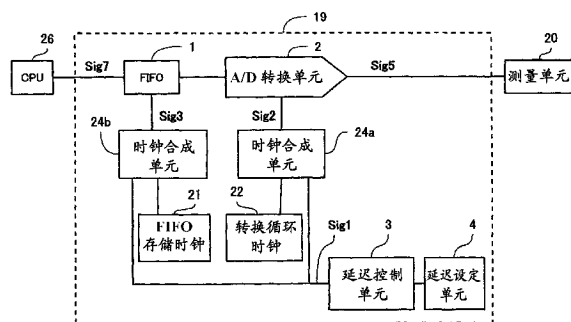 19
26
1
2
20
CPU
Sig7
FIFO
A/D 转换单元
Sig5
测量单元
24b
Sig3
Sig2
24a
时钟合成
单元
时钟合成
单元
21
22
FIFO
存储时钟
转换循环
时钟
Sig1
3
4
延迟控制
单元
延迟设定
单元